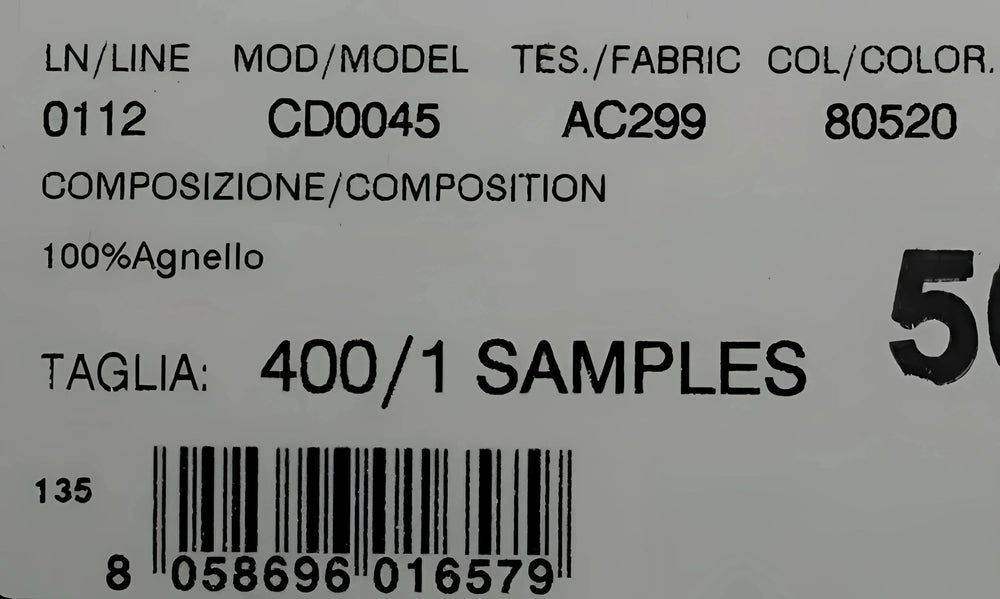 LN/LINE MOD/MODEL TES./FABRIC COL/COLOR.
0112 CD0045 AC299 80520
COMPOSIZIONE/COMPOSITION
100%Agnello
5
TAGLIA: 400/1 SAMPLES
135
8 058696 016579